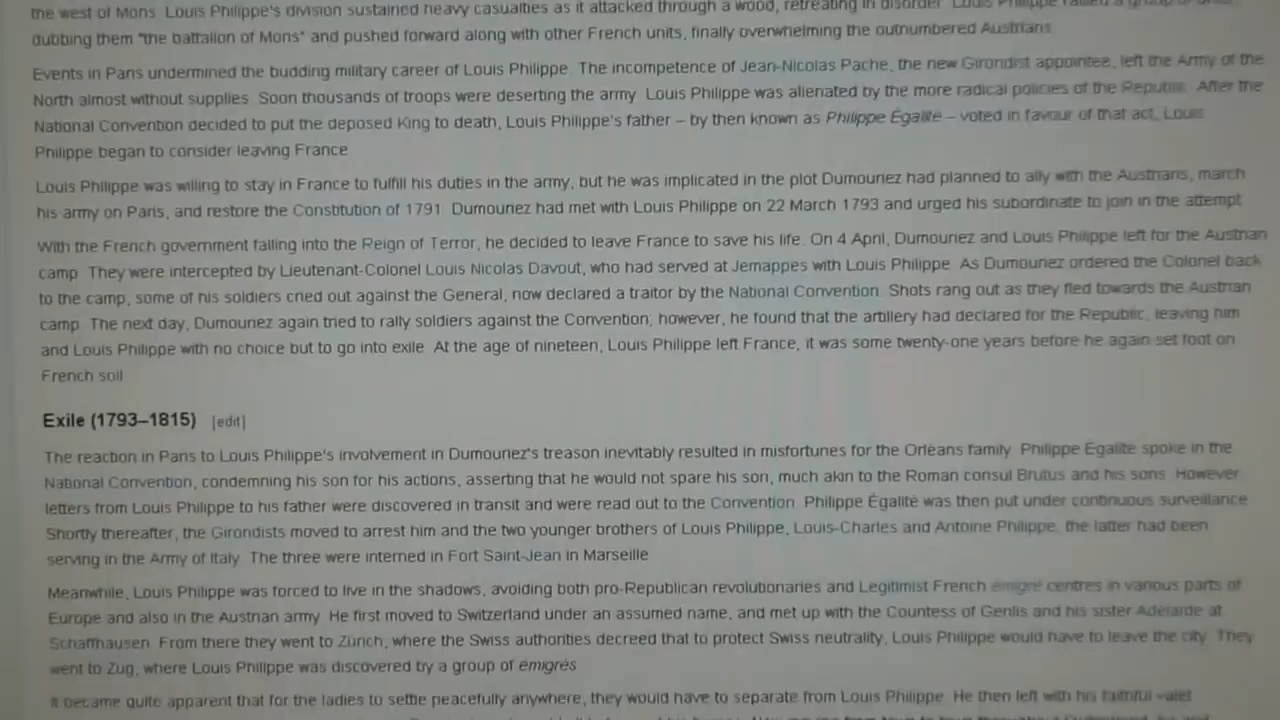 the west of Mons. Louis Philippe's division sustained heavy casualties as it attacked through a wood, retreating in disorder. Louis Philippe rallied a group of
dubbing them "the battalion of Mons" and pushed forward along with other French units, finally overwhelming the outnumbered Austrians.
Events in Paris undermined the budding military career of Louis Philippe. The incompetence of Jean-Nicolas Pache, the new Girondist appointee, left the Army of the
North almost without supplies. Soon thousands of troops were deserting the army. Louis Philippe was alienated by the more radical policies of the Republic. After the
National Convention decided to put the deposed King to death, Louis Philippe's father – by then known as Philippe Égalité – voted in favour of that act, Louis
Philippe began to consider leaving France.
Louis Philippe was willing to stay in France to fulfill his duties in the army, but he was implicated in the plot Dumouriez had planned to ally with the Austrians, march
his army on Paris, and restore the Constitution of 1791. Dumouriez had met with Louis Philippe on 22 March 1793 and urged his subordinate to join in the attempt.
With the French government falling into the Reign of Terror, he decided to leave France to save his life. On 4 April, Dumouriez and Louis Philippe left for the Austrian
camp. They were intercepted by Lieutenant-Colonel Louis Nicolas Davout, who had served at Jemappes with Louis Philippe. As Dumouriez ordered the Colonel back
to the camp, some of his soldiers cried out against the General, now declared a traitor by the National Convention. Shots rang out as they fled towards the Austrian
camp. The next day, Dumouriez again tried to rally soldiers against the Convention; however, he found that the artillery had declared for the Republic, leaving him
and Louis Philippe with no choice but to go into exile. At the age of nineteen, Louis Philippe left France; it was some twenty-one years before he again set foot on
French soil.
Exile (1793–1815) [edit]
The reaction in Paris to Louis Philippe's involvement in Dumouriez's treason inevitably resulted in misfortunes for the Orléans family. Philippe Égalité spoke in the
National Convention, condemning his son for his actions, asserting that he would not spare his son, much akin to the Roman consul Brutus and his sons. However,
letters from Louis Philippe to his father were discovered in transit and were read out to the Convention. Philippe Égalité was then put under continuous surveillance.
Shortly thereafter, the Girondists moved to arrest him and the two younger brothers of Louis Philippe, Louis-Charles and Antoine Philippe; the latter had been
serving in the Army of Italy. The three were interned in Fort Saint-Jean in Marseille.
Meanwhile, Louis Philippe was forced to live in the shadows, avoiding both pro-Republican revolutionaries and Legitimist French émigré centres in various parts of
Europe and also in the Austrian army. He first moved to Switzerland under an assumed name, and met up with the Countess of Genlis and his sister Adélaïde at
Schaffhausen. From there they went to Zürich, where the Swiss authorities decreed that to protect Swiss neutrality, Louis Philippe would have to leave the city. They
went to Zug, where Louis Philippe was discovered by a group of émigrés.
It became quite apparent that for the ladies to settle peacefully anywhere, they would have to separate from Louis Philippe. He then left with his faithful valet